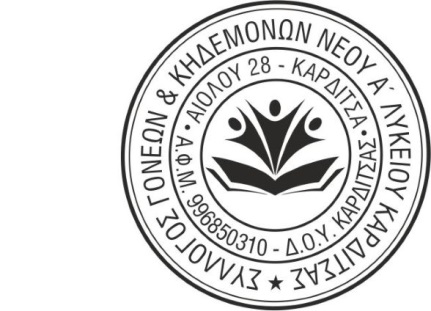 ΣΥΛΛΟΓΟΣ ΓΟΝΕΩΝ & ΚΗΔΕΜΟΝΩΝ ΝΕΟΥ Α΄ ΛΥΚΕΙΟΥ ΚΑΡΔΙΤΣΑΣ ★
ΑΙΟΛΟΥ 28 - ΚΑΡΔΙΤΣΑ •
Α.Φ.Μ. 996850310 - Δ.Ο.Υ. ΚΑΡΔΙΤΣΑΣ •